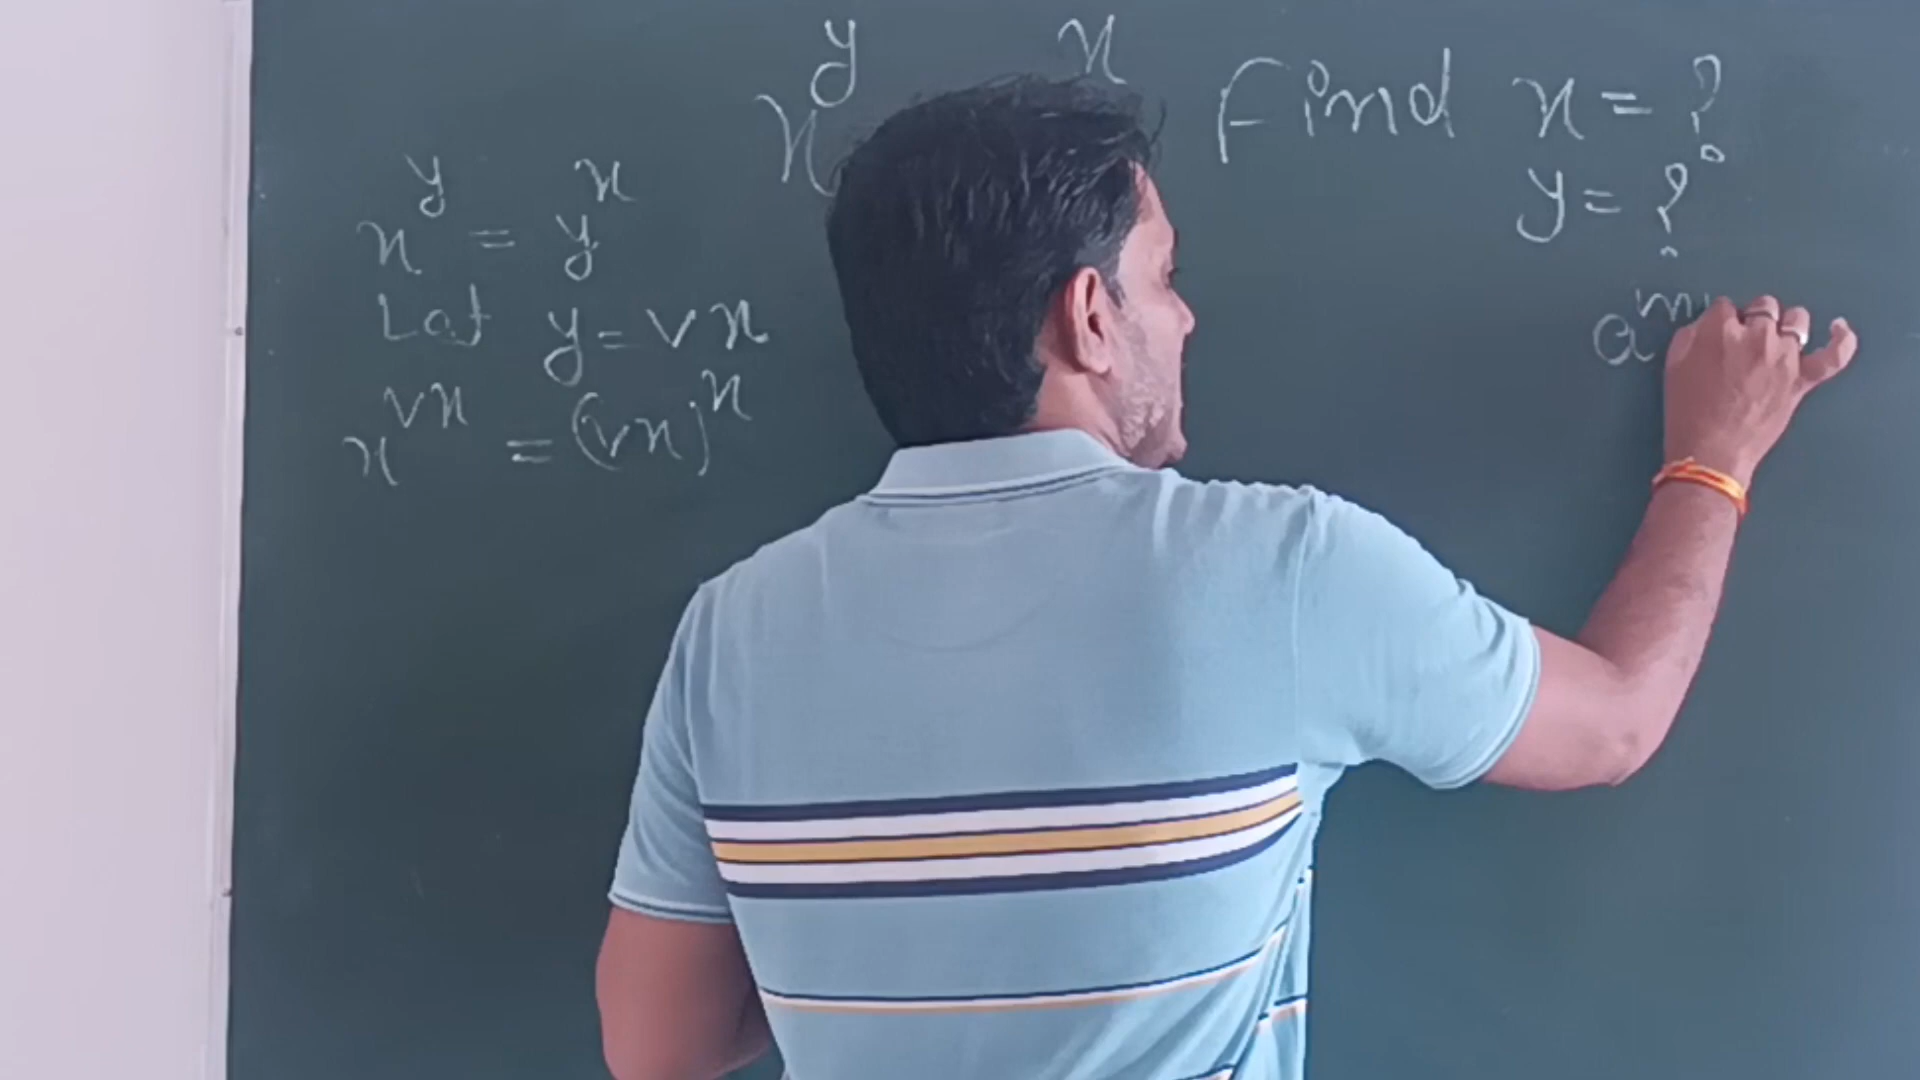 x^y y^x Find x = ?
y = ?
x^y = y^x
Let y = vx
x^(vx) = (vx)^x
a^m